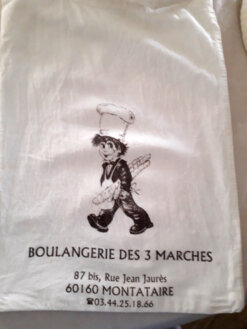 BOULANGERIE DES 3 MARCHES
87 bis, Rue Jean Jaurès
60160 MONTATAIRE
☎03.44.25.18.66